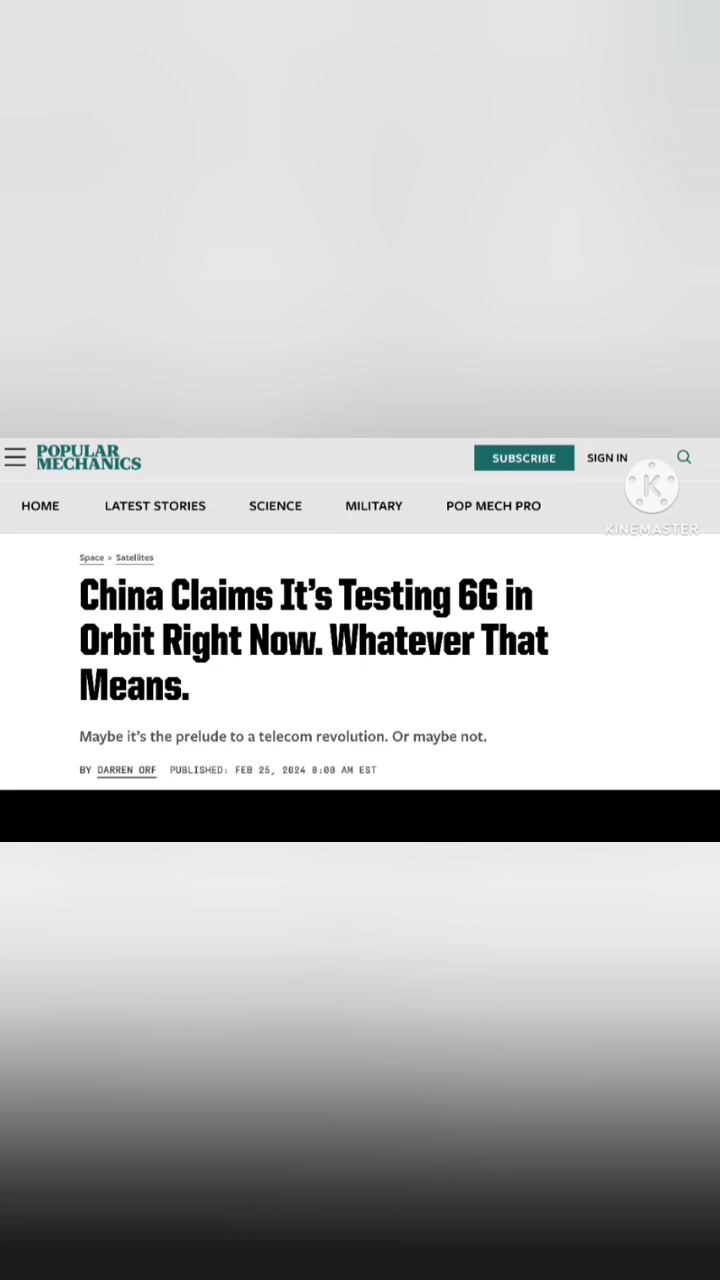 POPULAR
MECHANICS
SUBSCRIBE
SIGN IN
K
KINEMASTER
HOME
LATEST STORIES
SCIENCE
MILITARY
POP MECH PRO
Space > Satellites
China Claims It's Testing 6G in
Orbit Right Now. Whatever That
Means.
Maybe it's the prelude to a telecom revolution. Or maybe not.
BY DARREN ORF PUBLISHED: FEB 25, 2024 8:00 AM EST